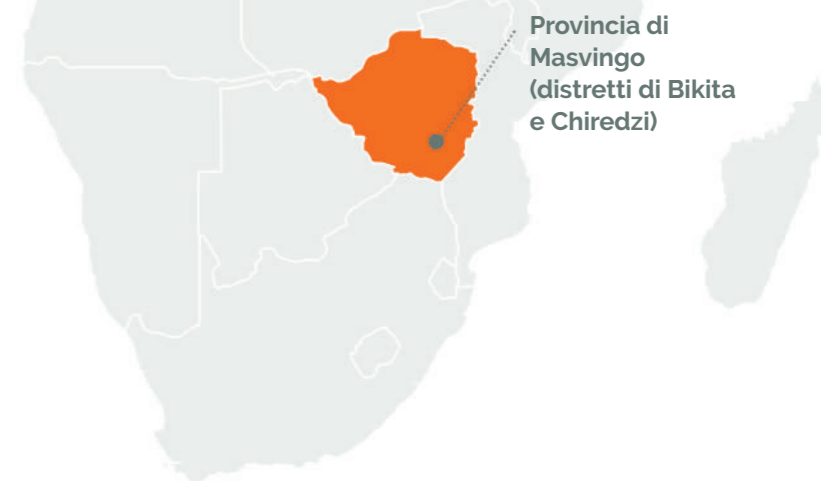 Provincia di
Masvingo
(distretti di Bikita
e Chiredzi)